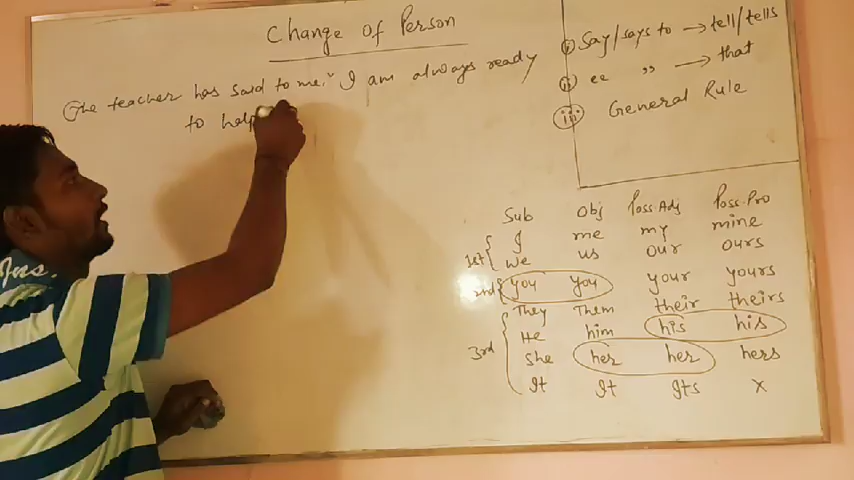 Change of Person
The teacher has said to me, " I am always ready
to help
(i) Say/says to → tell/tells
(ii) " " → that
(iii) General Rule
Sub Obj Poss.Adj Poss.Pro
1st { I me my mine
we us our ours
2nd { you you your yours
3rd { They Them their theirs
He him his his
She her her hers
It It Its X